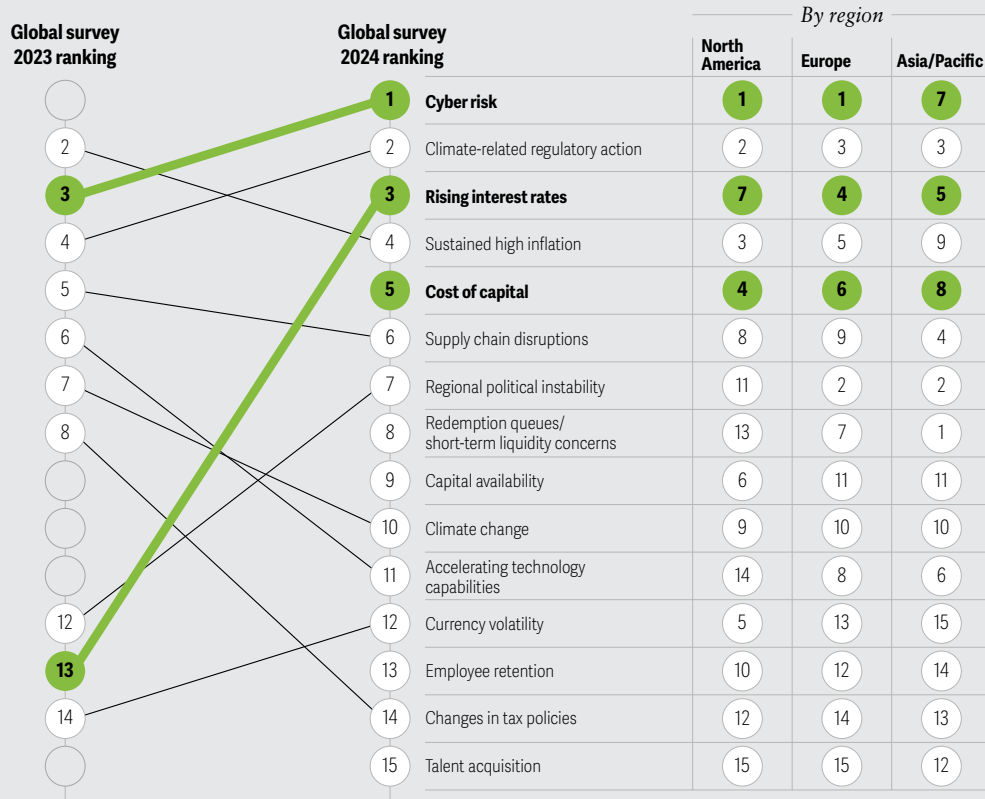 By region
Global survey
2023 ranking
Global survey
2024 ranking
North
America
Europe
Asia/Pacific
1 Cyber risk 1 1 7
2 2 Climate-related regulatory action 2 3 3
3 3 Rising interest rates 7 4 5
4 4 Sustained high inflation 3 5 9
5 5 Cost of capital 4 6 8
6 6 Supply chain disruptions 8 9 4
7 7 Regional political instability 11 2 2
8 8 Redemption queues/
short-term liquidity concerns 13 7 1
9 Capital availability 6 11 11
10 Climate change 9 10 10
11 Accelerating technology
capabilities 14 8 6
12 12 Currency volatility 5 13 15
13 13 Employee retention 10 12 14
14 14 Changes in tax policies 12 14 13
15 Talent acquisition 15 15 12